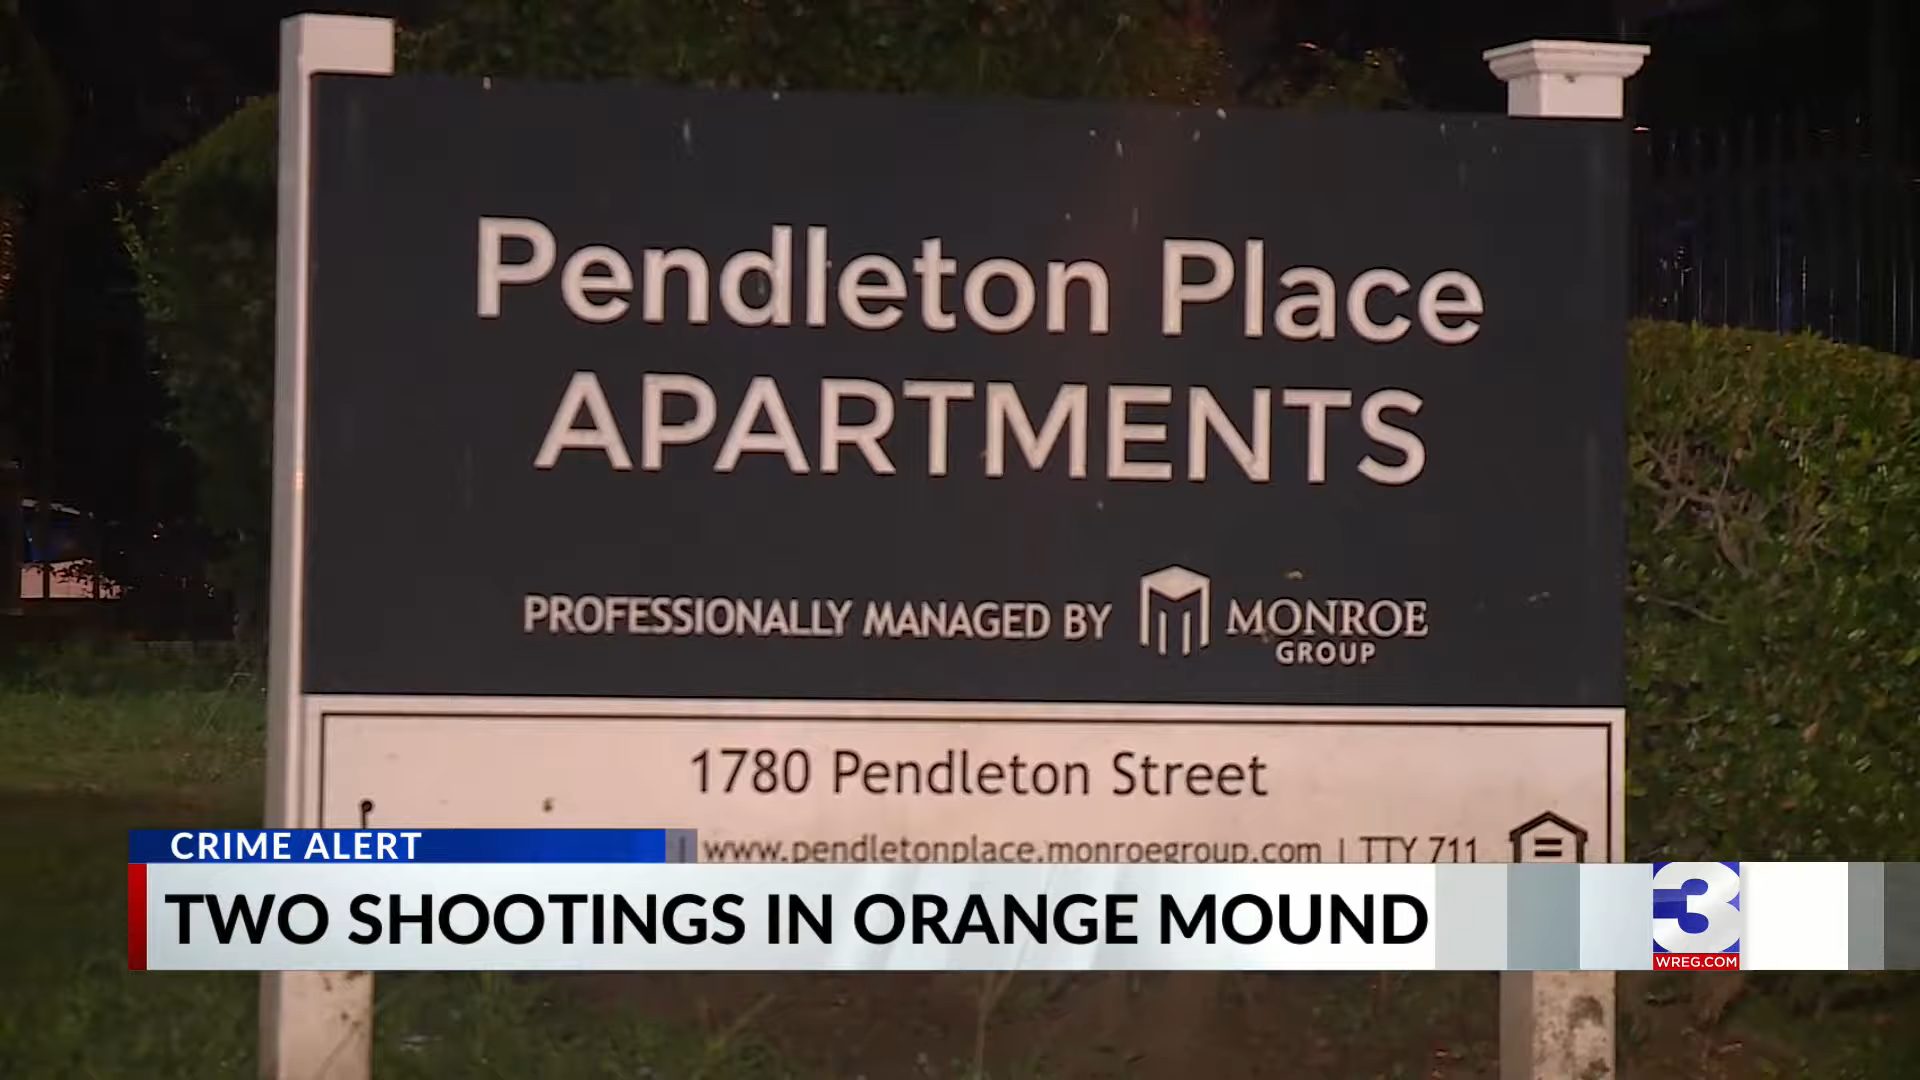 Pendleton Place
APARTMENTS
PROFESSIONALLY MANAGED BY MONROE
GROUP
1780 Pendleton Street
www.pendletonplace.monroegroup.com | TTY 711
CRIME ALERT
TWO SHOOTINGS IN ORANGE MOUND
3
WREG.COM